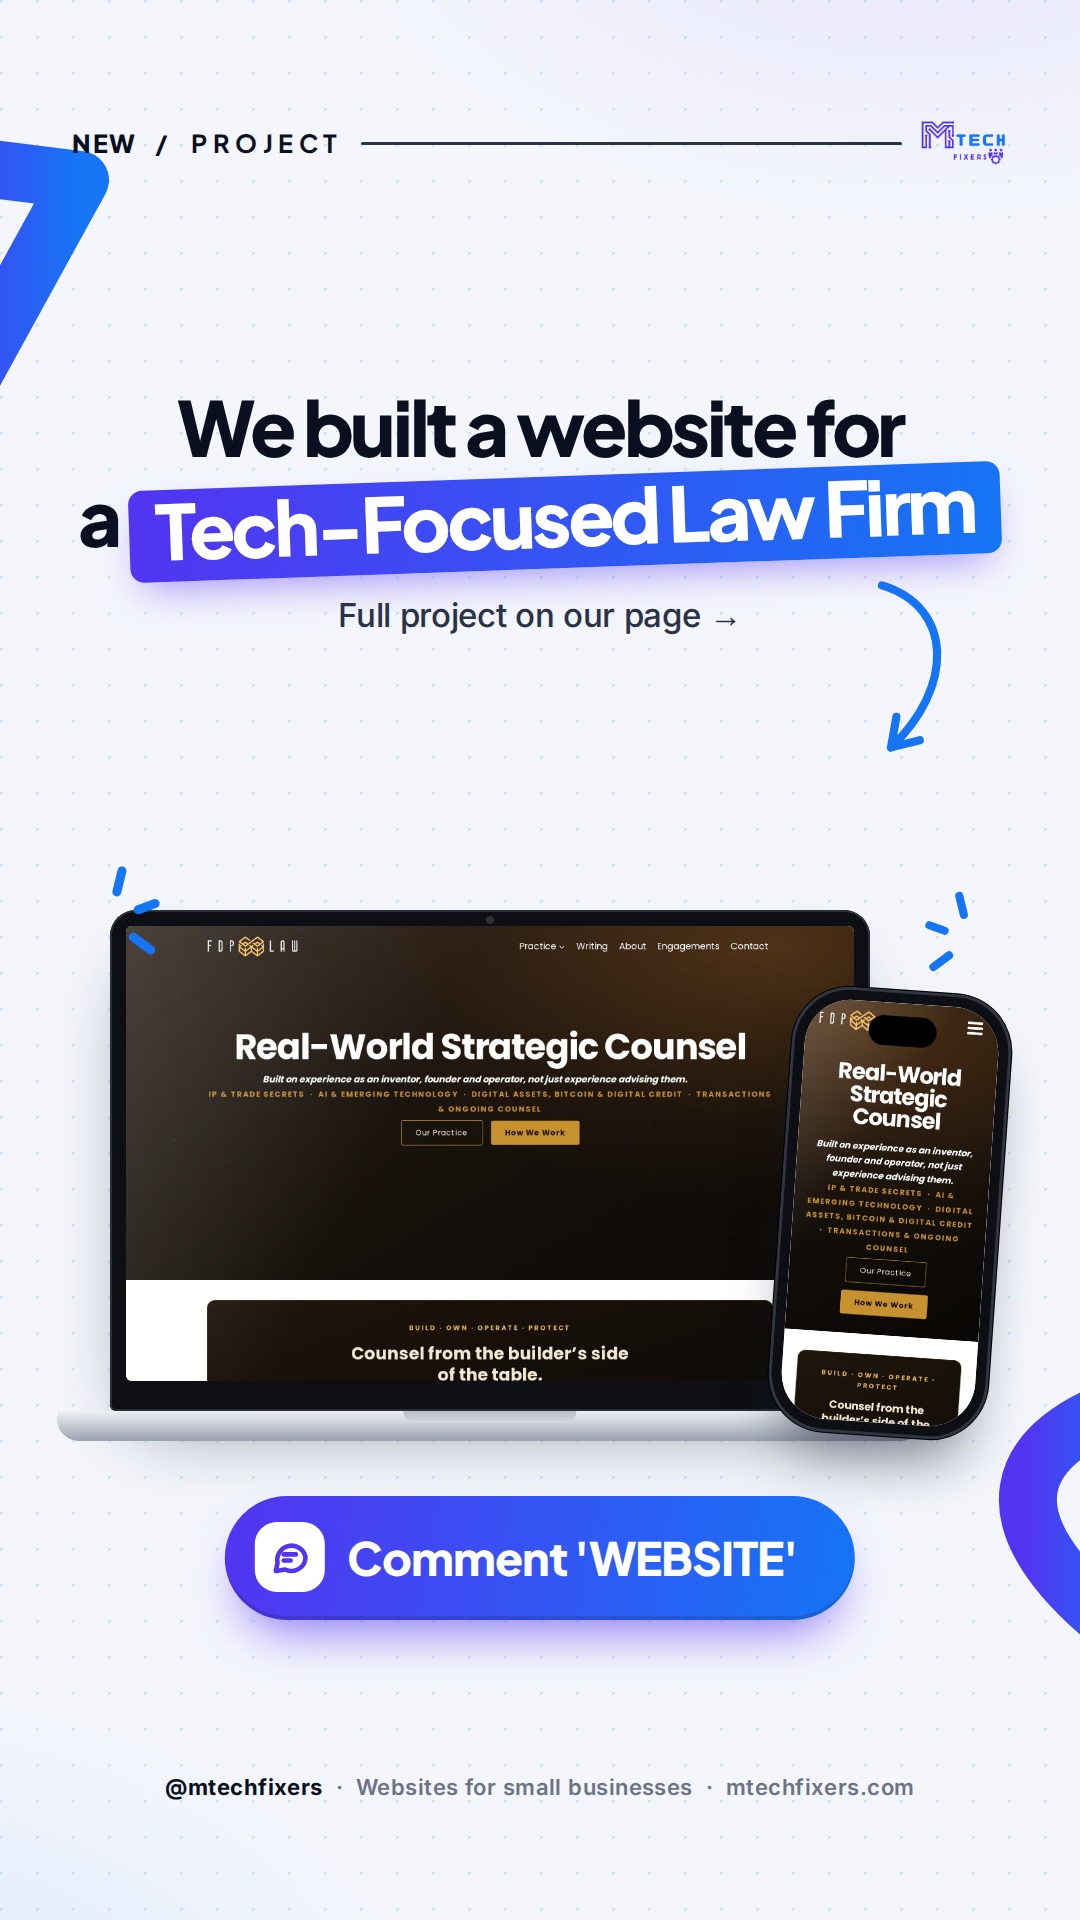 NEW / PROJECT
MTECH
FIXERS
We built a website for
a Tech-Focused Law Firm
Full project on our page →
FDP LAW
Practice Writing About Engagements Contact
Real-World Strategic Counsel
Built on experience as an inventor, founder and operator, not just experience advising them.
IP & TRADE SECRETS · AI & EMERGING TECHNOLOGY · DIGITAL ASSETS, BITCOIN & DIGITAL CREDIT · TRANSACTIONS
& ONGOING COUNSEL
Our Practice How We Work
BUILD · OWN · OPERATE · PROTECT
Counsel from the builder’s side
of the table.
FDP
Real-World
Strategic
Counsel
Built on experience as an inventor,
founder and operator, not just
experience advising them.
IP & TRADE SECRETS · AI &
EMERGING TECHNOLOGY · DIGITAL
ASSETS, BITCOIN & DIGITAL CREDIT
· TRANSACTIONS & ONGOING
COUNSEL
Our Practice
How We Work
BUILD · OWN · OPERATE ·
PROTECT
Counsel from the
builder’s side of the
Comment 'WEBSITE'
@mtechfixers · Websites for small businesses · mtechfixers.com